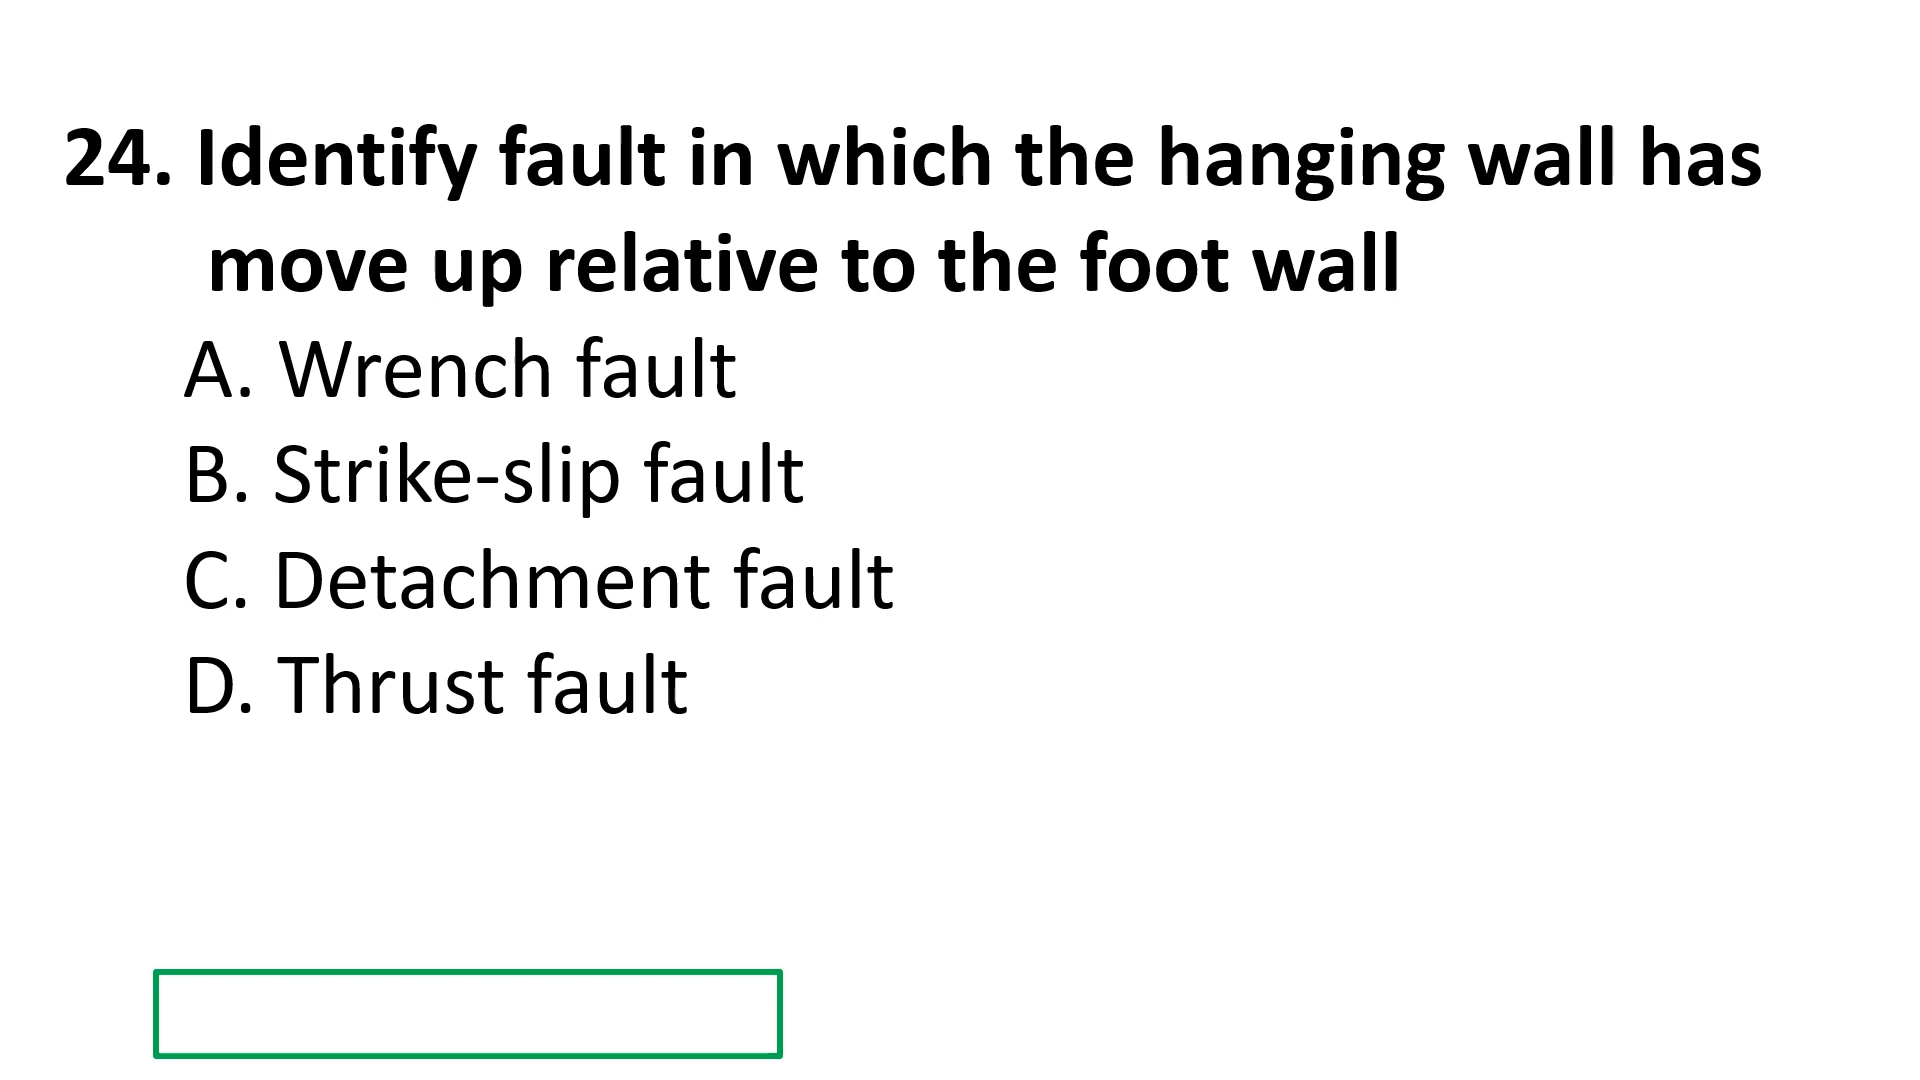 24. Identify fault in which the hanging wall has
move up relative to the foot wall
A. Wrench fault
B. Strike-slip fault
C. Detachment fault
D. Thrust fault